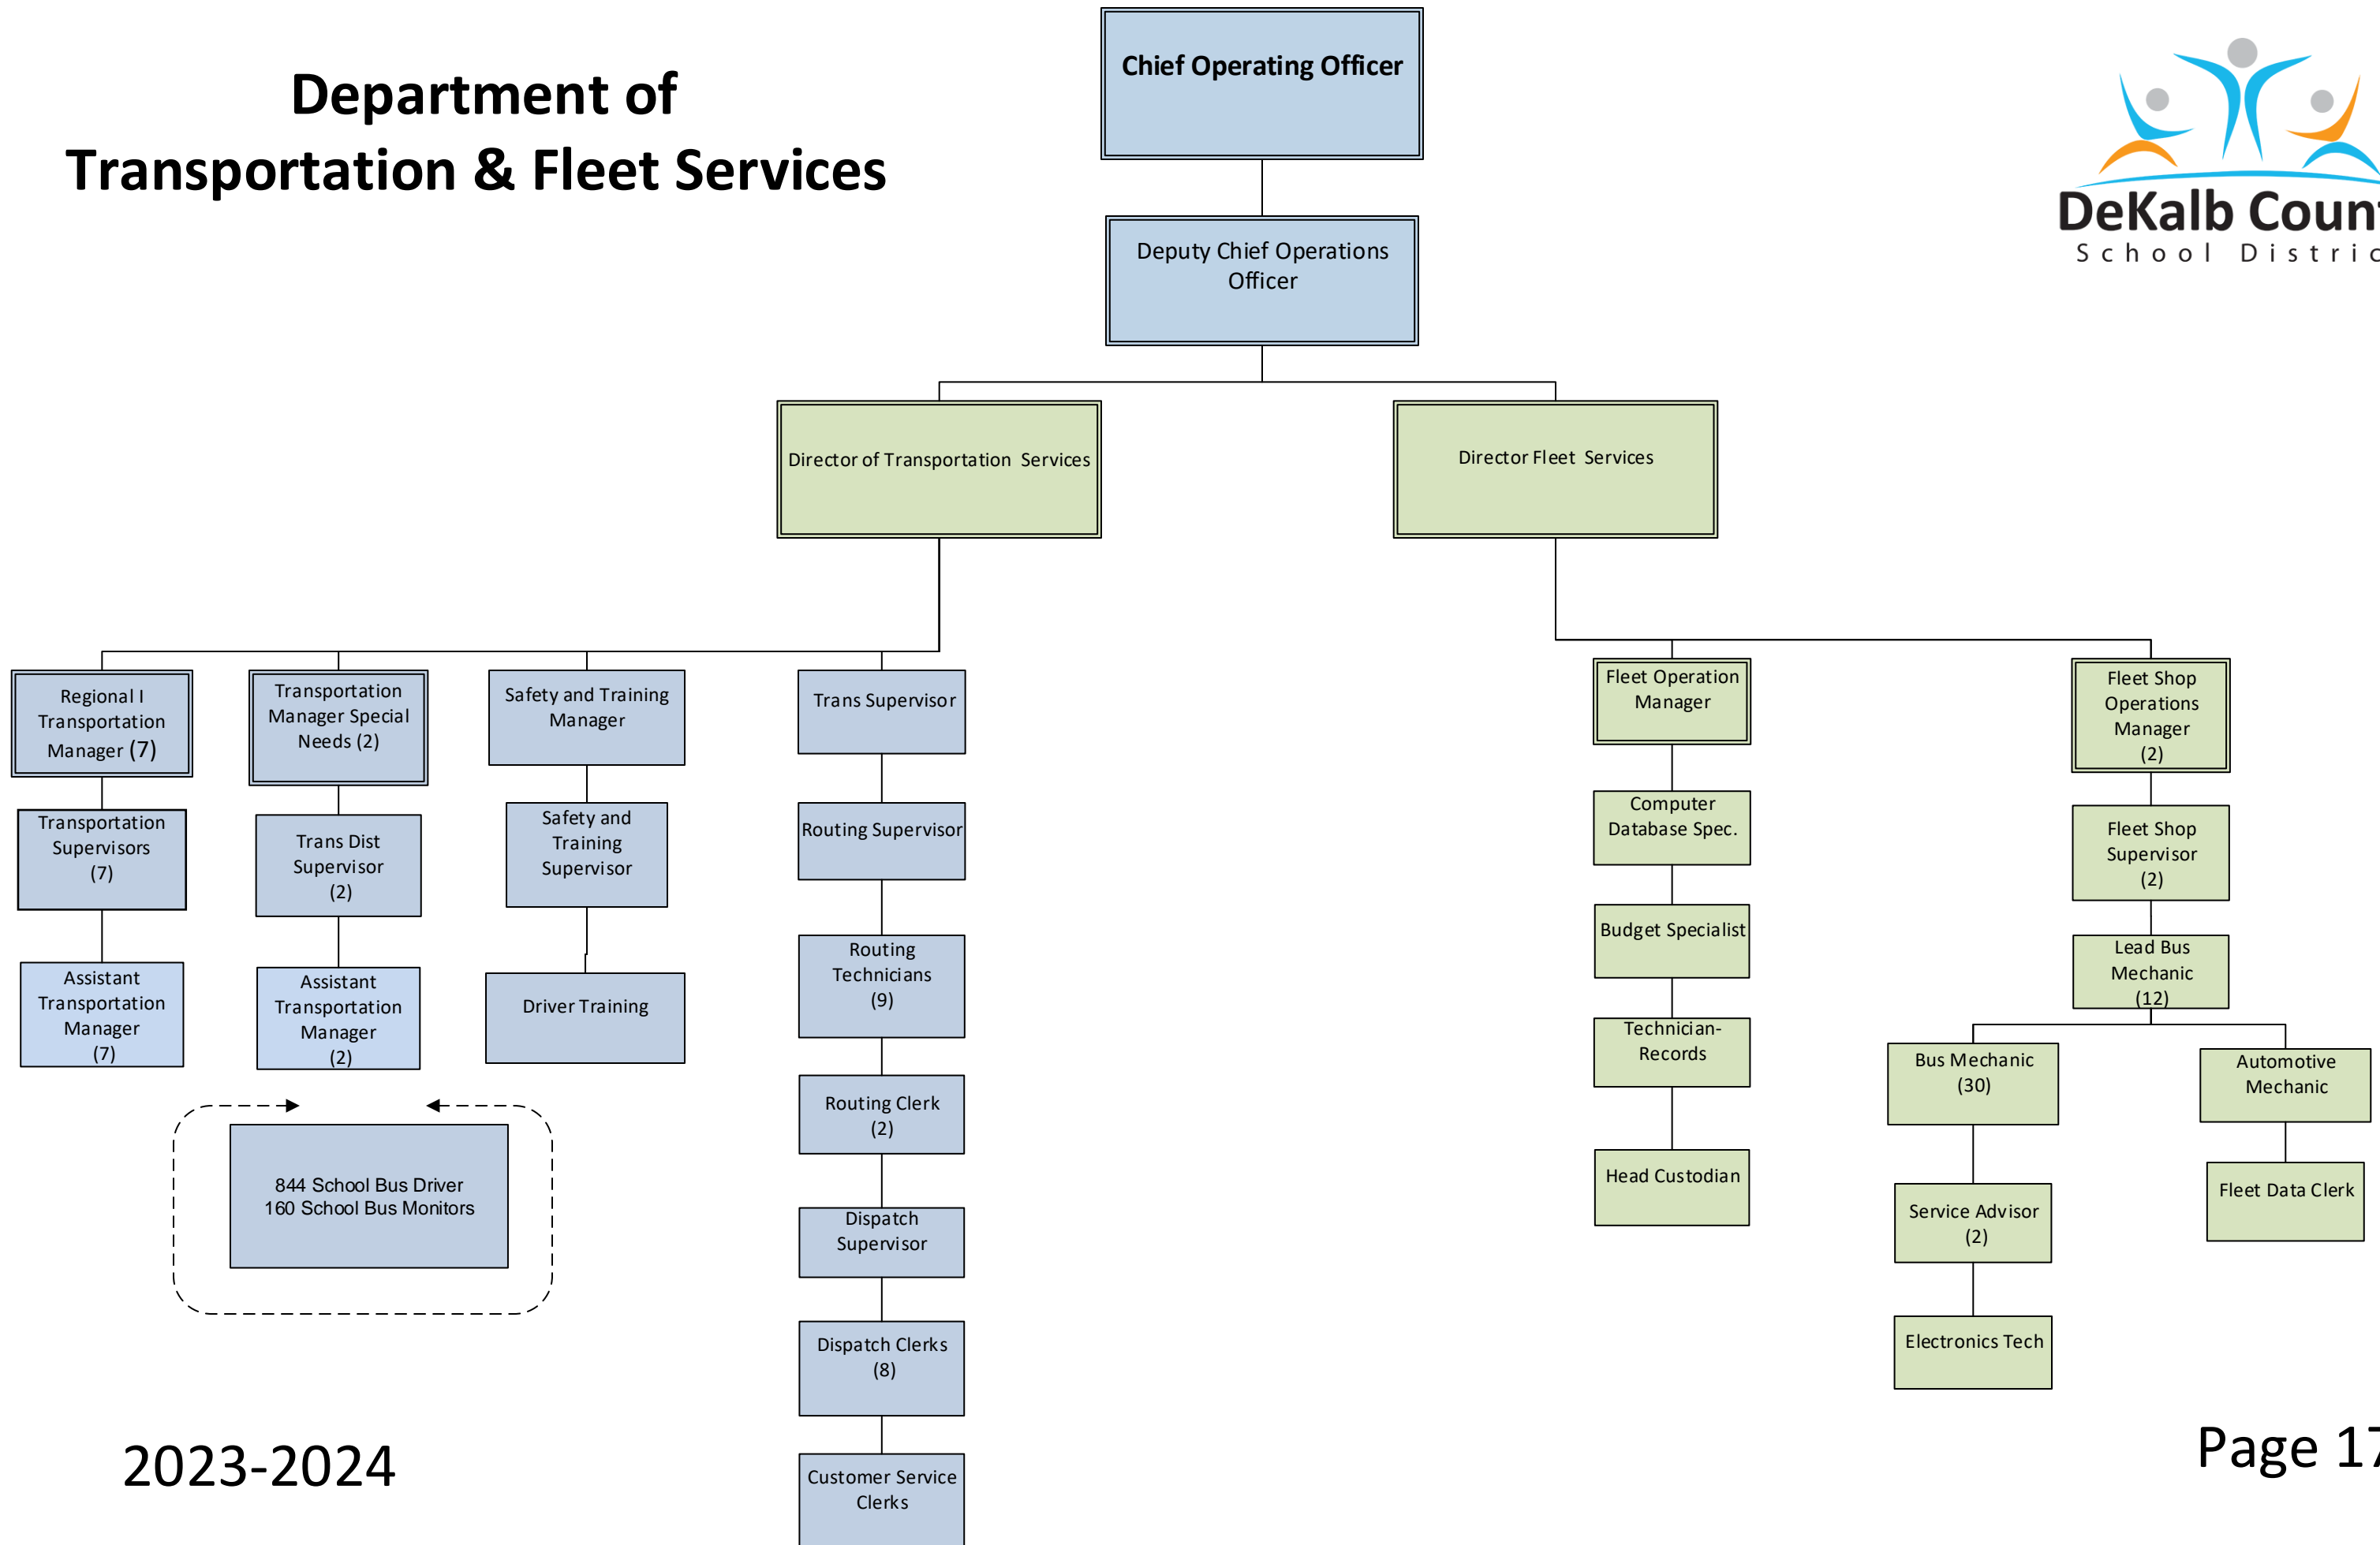 Department of
Transportation & Fleet Services
Chief Operating Officer
DeKalb Coun
School Distric
Deputy Chief Operations
Officer
Director of Transportation Services
Director Fleet Services
Regional I
Transportation
Manager (7)
Transportation
Supervisors
(7)
Assistant
Transportation
Manager
(7)
Transportation
Manager Special
Needs (2)
Trans Dist
Supervisor
(2)
Assistant
Transportation
Manager
(2)
844 School Bus Driver
160 School Bus Monitors
Safety and Training
Manager
Safety and
Training
Supervisor
Driver Training
Trans Supervisor
Routing Supervisor
Routing
Technicians
(9)
Routing Clerk
(2)
Dispatch
Supervisor
Dispatch Clerks
(8)
Customer Service
Clerks
Fleet Operation
Manager
Computer
Database Spec.
Budget Specialist
Technician-
Records
Head Custodian
Fleet Shop
Operations
Manager
(2)
Fleet Shop
Supervisor
(2)
Lead Bus
Mechanic
(12)
Bus Mechanic
(30)
Service Advisor
(2)
Electronics Tech
Automotive
Mechanic
Fleet Data Clerk
2023-2024
Page 17